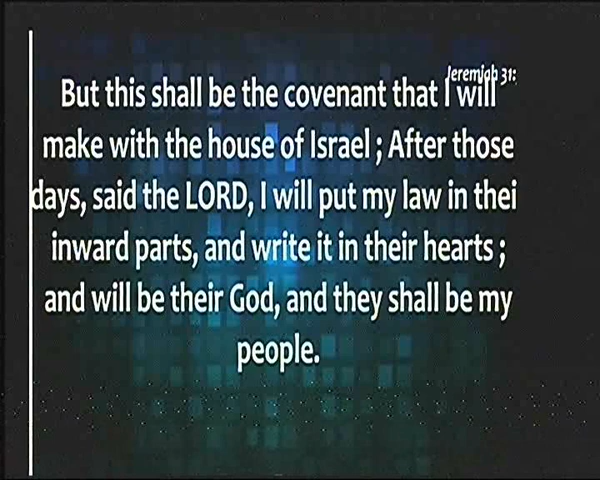 Jeremiah 31:
But this shall be the covenant that I will
make with the house of Israel ; After those
days, said the LORD, I will put my law in thei
inward parts, and write it in their hearts ;
and will be their God, and they shall be my
people.